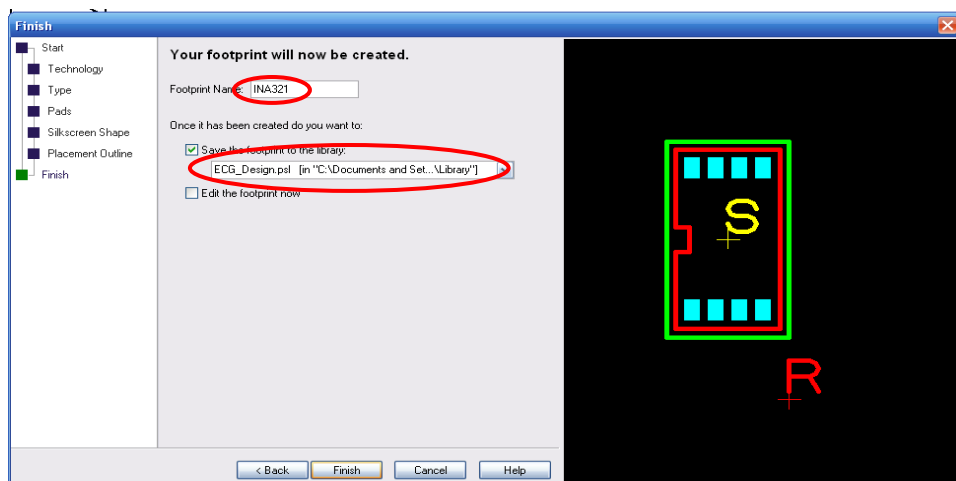 Finish
Start
Technology
Type
Pads
Silkscreen Shape
Placement Outline
Finish
Your footprint will now be created.
Footprint Name: INA321
Once it has been created do you want to:
Save the footprint to the library:
ECG_Design.psl [in "C:\Documents and Set...\Library"]
Edit the footprint now
< Back Finish Cancel Help
S
R